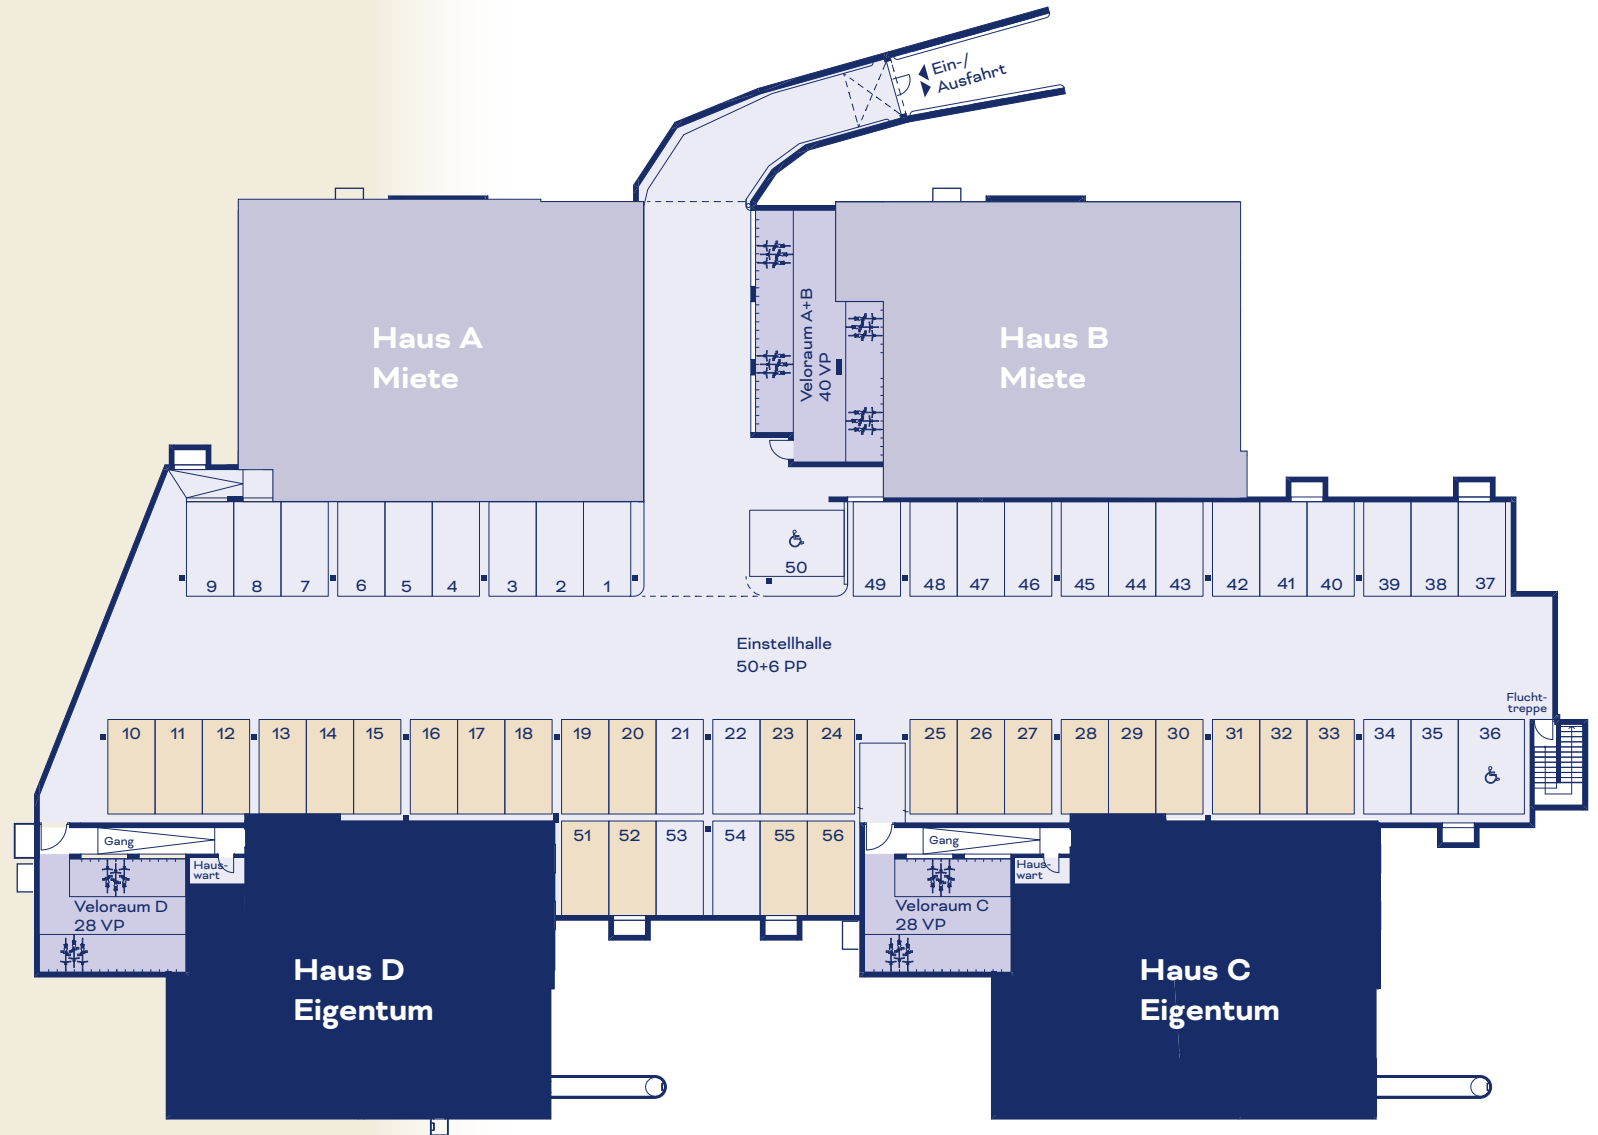 Ein-/
Ausfahrt
Haus A
Miete
Veloraum A+B
40 VP
Haus B
Miete
9 8 7 6 5 4 3 2 1
50
49 48 47 46 45 44 43 42 41 40 39 38 37
Einstellhalle
50+6 PP
Flucht-
treppe
10 11 12 13 14 15 16 17 18 19 20 21 22 23 24 25 26 27 28 29 30 31 32 33 34 35 36
51 52 53 54 55 56
Gang
Haus-
wart
Veloraum D
28 VP
Gang
Haus-
wart
Veloraum C
28 VP
Haus D
Eigentum
Haus C
Eigentum